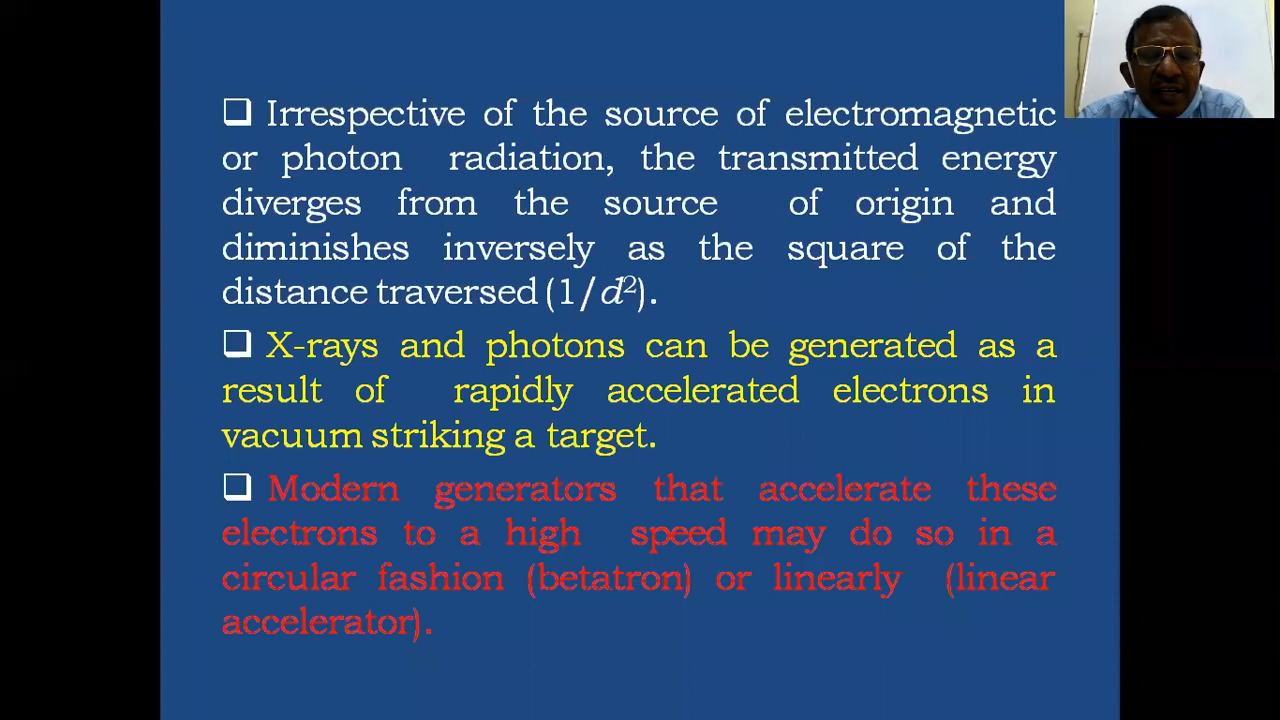 ❑ Irrespective of the source of electromagnetic
or photon radiation, the transmitted energy
diverges from the source of origin and
diminishes inversely as the square of the
distance traversed (1/d²).
❑ X-rays and photons can be generated as a
result of rapidly accelerated electrons in
vacuum striking a target.
❑ Modern generators that accelerate these
electrons to a high speed may do so in a
circular fashion (betatron) or linearly (linear
accelerator).